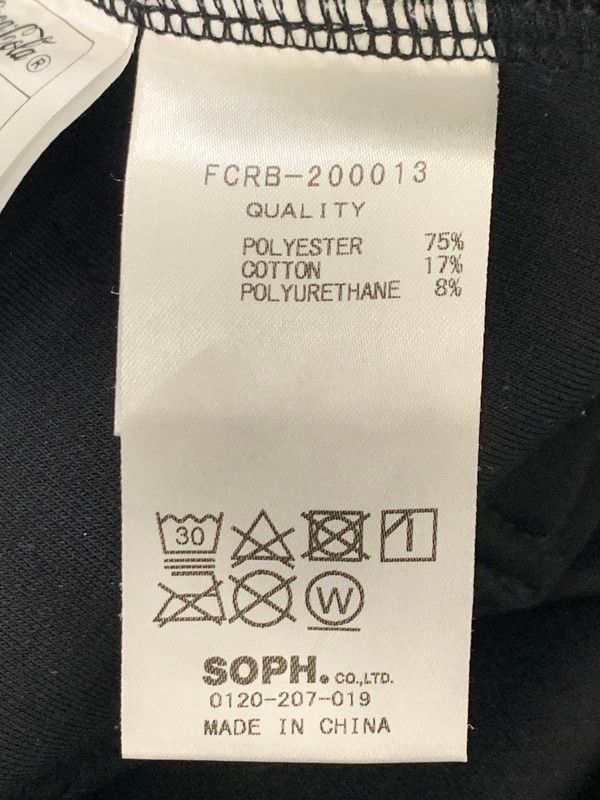 FCRB-200013
QUALITY
POLYESTER 75%
COTTON 17%
POLYURETHANE 8%
30
W
SOPH. CO.,LTD.
0120-207-019
MADE IN CHINA